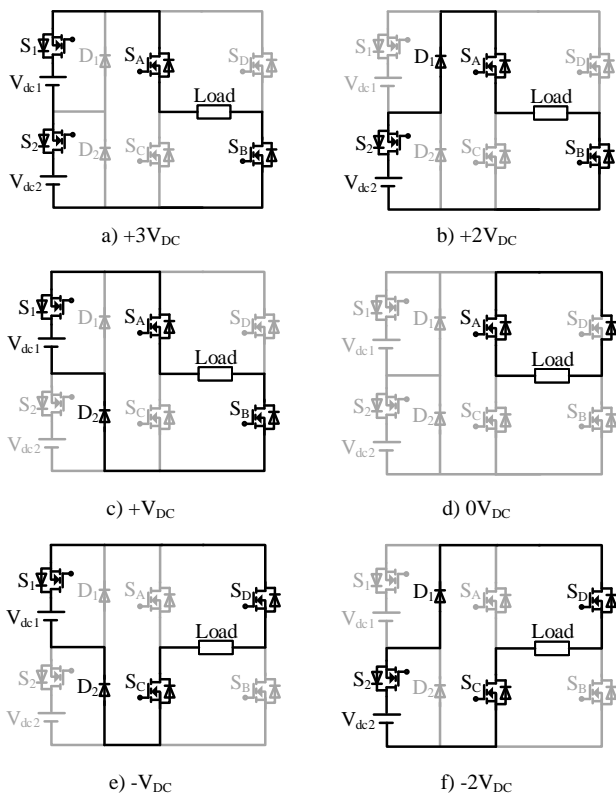 S1 D1 SA SD
Vdc1 Load
S2 D2 SC SB
Vdc2
a) +3VDC
S1 D1 SA SD
Vdc1 Load
S2 D2 SC SB
Vdc2
b) +2VDC
S1 D1 SA SD
Vdc1 Load
S2 D2 SC SB
Vdc2
c) +VDC
S1 D1 SA SD
Vdc1 Load
S2 D2 SC SB
Vdc2
d) 0VDC
S1 D1 SA SD
Vdc1 Load
S2 D2 SC SB
Vdc2
e) -VDC
S1 D1 SA SD
Vdc1 Load
S2 D2 SC SB
Vdc2
f) -2VDC